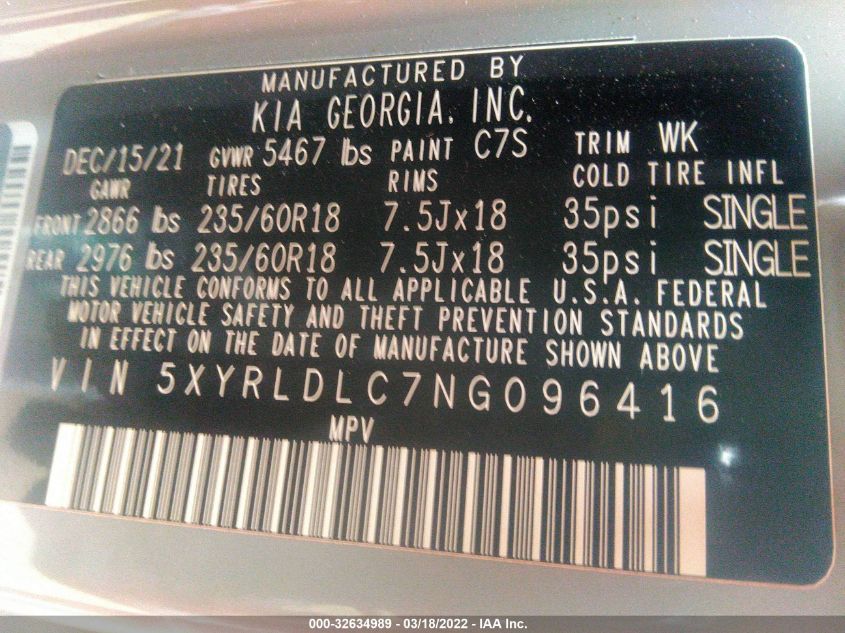 MANUFACTURED BY
KIA GEORGIA, INC.
DEC/15/21 GVWR 5467 lbs PAINT C7S TRIM WK
GAWR TIRES RIMS COLD TIRE INFL
FRONT 2866 lbs 235/60R18 7.5Jx18 35psi SINGLE
REAR 2976 lbs 235/60R18 7.5Jx18 35psi SINGLE
THIS VEHICLE CONFORMS TO ALL APPLICABLE U.S.A. FEDERAL
MOTOR VEHICLE SAFETY AND THEFT PREVENTION STANDARDS
IN EFFECT ON THE DATE OF MANUFACTURE SHOWN ABOVE
VIN 5XYRLDLC7NG096416
MPV
000-32634989 - 03/18/2022 - IAA Inc.